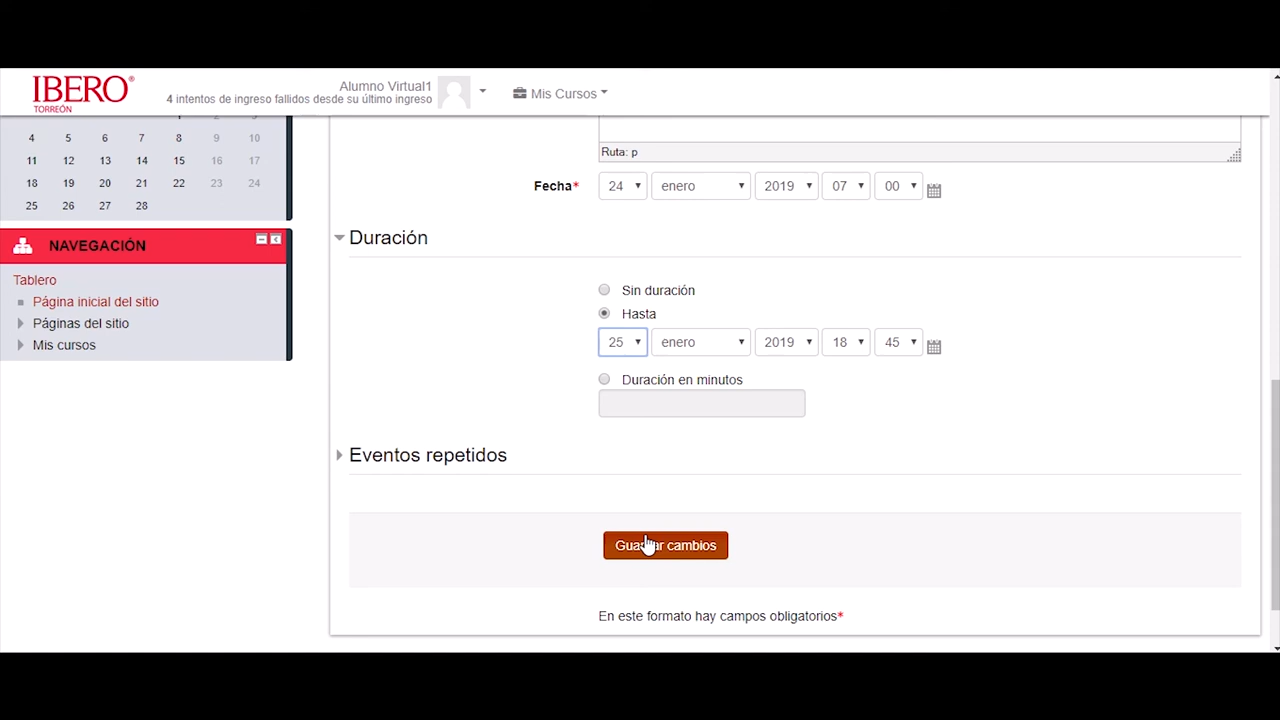 IBERO®
TORREÓN
Alumno Virtual1
4 intentos de ingreso fallidos desde su último ingreso
Mis Cursos
1 2 3
4 5 6 7 8 9 10
11 12 13 14 15 16 17
18 19 20 21 22 23 24
25 26 27 28
NAVEGACIÓN
Tablero
Página inicial del sitio
Páginas del sitio
Mis cursos
Ruta: p
Fecha* 24 enero 2019 07 00
Duración
Sin duración
Hasta
25 enero 2019 18 45
Duración en minutos
Eventos repetidos
Guardar cambios
En este formato hay campos obligatorios*